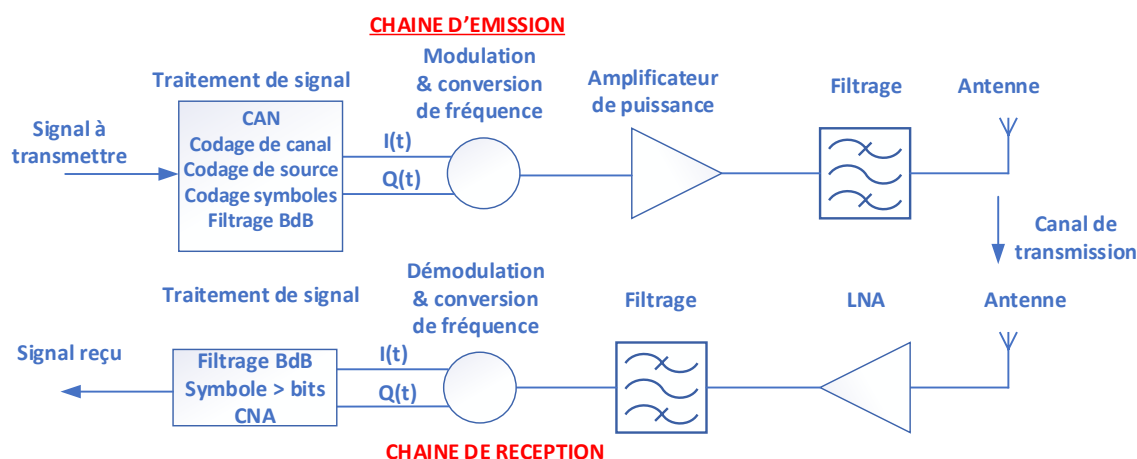 CHAINE D'EMISSION
Modulation
& conversion
de fréquence
Traitement de signal
Amplificateur
de puissance
Filtrage
Antenne
Signal à
transmettre
CAN
Codage de canal
Codage de source
Codage symboles
Filtrage BdB
I(t)
Q(t)
Canal de
transmission
Traitement de signal
Démodulation
& conversion
de fréquence
Filtrage
LNA
Antenne
Signal reçu
Filtrage BdB
Symbole > bits
CNA
I(t)
Q(t)
CHAINE DE RECEPTION